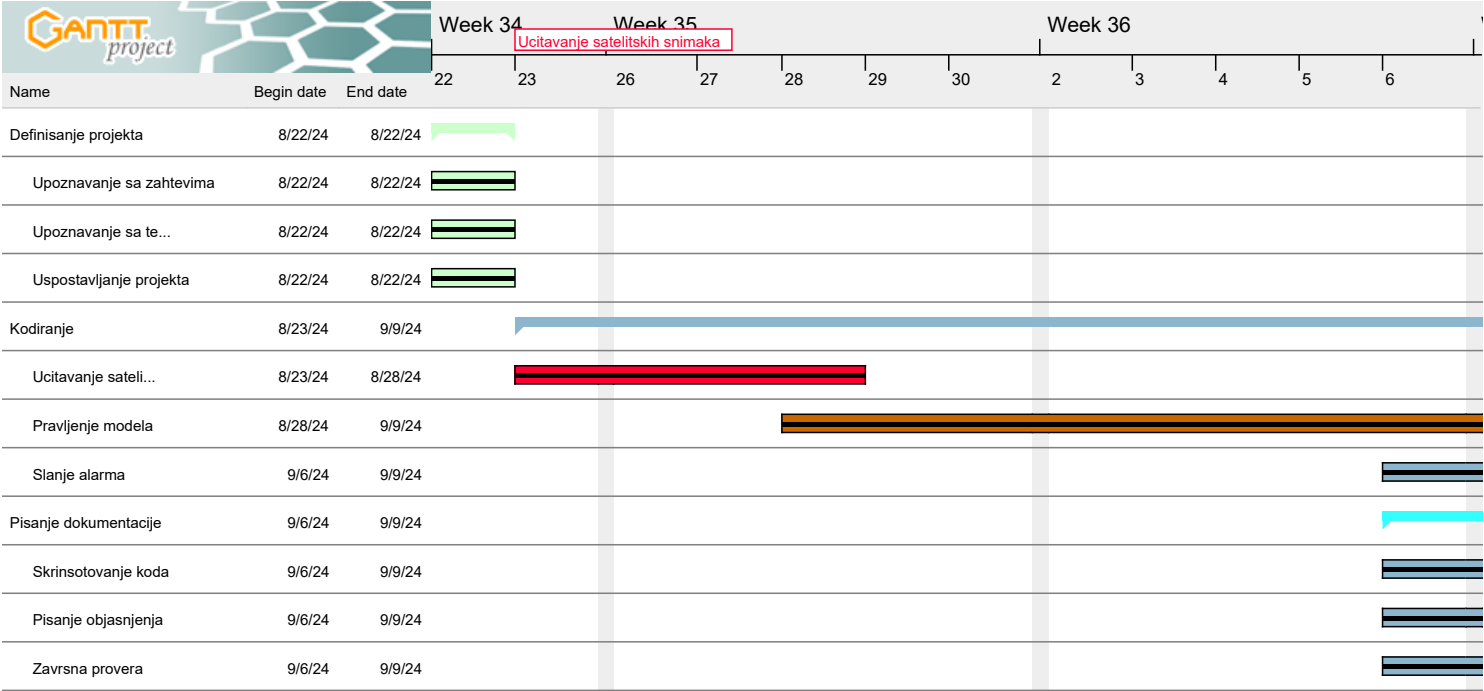 GANTT project
Week 34 Week 35 Week 36
Ucitavanje satelitskih snimaka
22 23 26 27 28 29 30 2 3 4 5 6
Name Begin date End date
Definisanje projekta 8/22/24 8/22/24
Upoznavanje sa zahtevima 8/22/24 8/22/24
Upoznavanje sa te... 8/22/24 8/22/24
Uspostavljanje projekta 8/22/24 8/22/24
Kodiranje 8/23/24 9/9/24
Ucitavanje sateli... 8/23/24 8/28/24
Pravljenje modela 8/28/24 9/9/24
Slanje alarma 9/6/24 9/9/24
Pisanje dokumentacije 9/6/24 9/9/24
Skrinsotovanje koda 9/6/24 9/9/24
Pisanje objasnjenja 9/6/24 9/9/24
Zavrsna provera 9/6/24 9/9/24